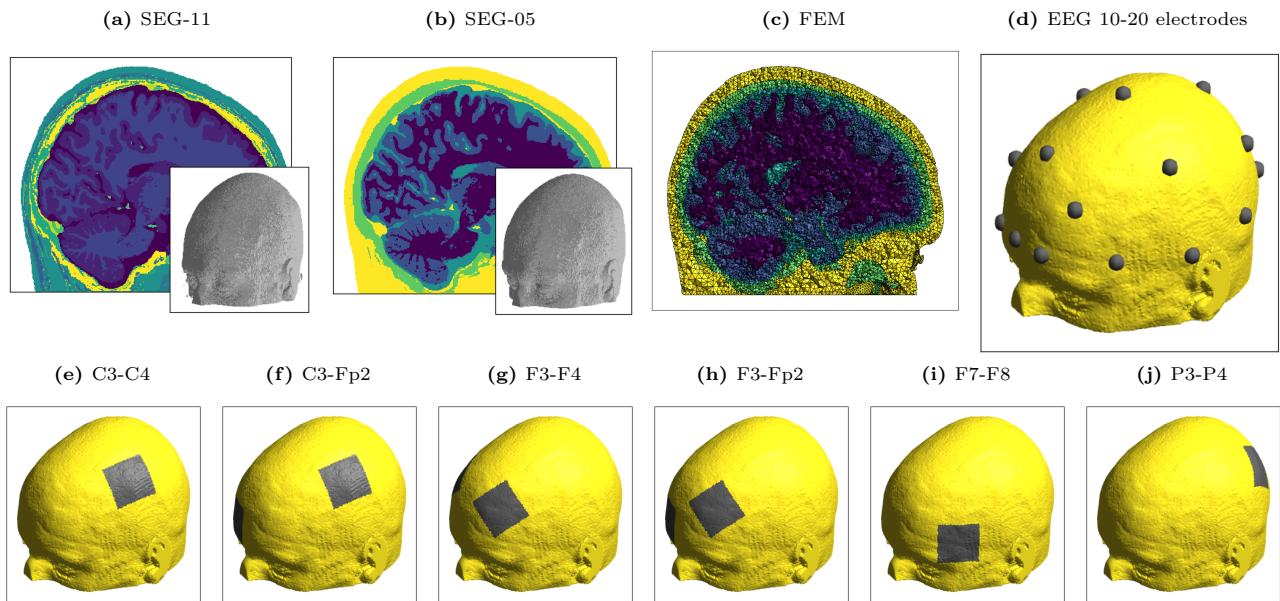 (a) SEG-11
(b) SEG-05
(c) FEM
(d) EEG 10-20 electrodes
(e) C3-C4
(f) C3-Fp2
(g) F3-F4
(h) F3-Fp2
(i) F7-F8
(j) P3-P4